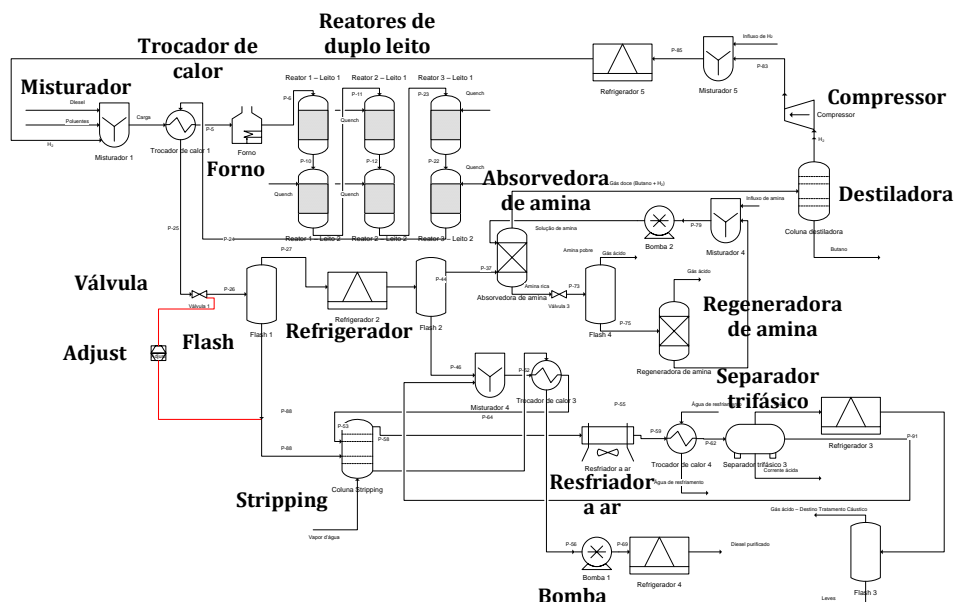 Reatores de
duplo leito
Trocador de
calor
Misturador
Forno
Compressor
Destiladora
Absorvedora
de amina
Regeneradora
de amina
Válvula
Adjust
Flash
Refrigerador
Separador
trifásico
Stripping
Resfriador
a ar
Bomba
Diesel
Poluentes
H₂
Misturador 1
Carga
Trocador de calor 1
P-5
Forno
P-6
Reator 1 – Leito 1
Reator 2 – Leito 1
Reator 3 – Leito 1
P-11
P-23
Quench
Quench
Quench
P-10
P-12
P-22
Quench
Quench
Quench
Reator 1 – Leito 2
Reator 2 – Leito 2
Reator 3 – Leito 2
P-24
P-25
P-85
Refrigerador 5
Influxo de H₂
P-83
Misturador 5
Compressor
H₂
Gás doce (Butano + H₂)
Coluna destiladora
Butano
Influxo de amina
Solução de amina
P-79
Bomba 2
Misturador 4
P-27
P-26
Válvula 1
Flash 1
Refrigerador 2
P-44
Flash 2
P-37
Absorvedora de amina
Amina rica
Amina pobre
Gás ácido
Válvula 3
P-73
Flash 4
P-75
Gás ácido
Regeneradora de amina
P-46
Misturador 4
P-52
Trocador de calor 3
P-88
P-64
P-53
P-58
P-88
Coluna Stripping
Vapor d'água
P-55
Resfriador a ar
P-59
Água de resfriamento
Trocador de calor 4
Água de resfriamento
P-62
Separador trifásico 3
Corrente ácida
Refrigerador 3
P-91
Gás ácido – Destino Tratamento Cáustico
Flash 3
Leves
P-56
Bomba 1
P-69
Refrigerador 4
Diesel purificado